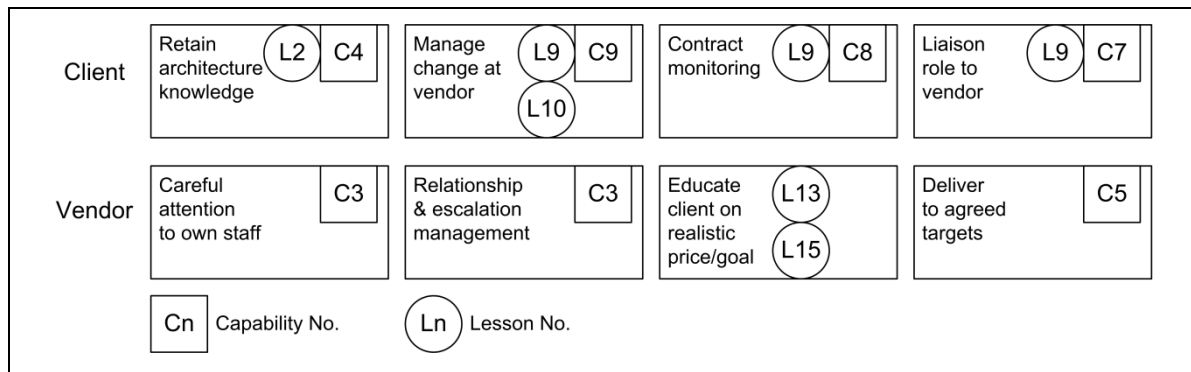 Client
Retain
architecture
knowledge
L2
C4
Manage
change at
vendor
L9
C9
L10
Contract
monitoring
L9
C8
Liaison
role to
vendor
L9
C7
Vendor
Careful
attention
to own staff
C3
Relationship
& escalation
management
C3
Educate
client on
realistic
price/goal
L13
L15
Deliver
to agreed
targets
C5
Cn
Capability No.
Ln
Lesson No.